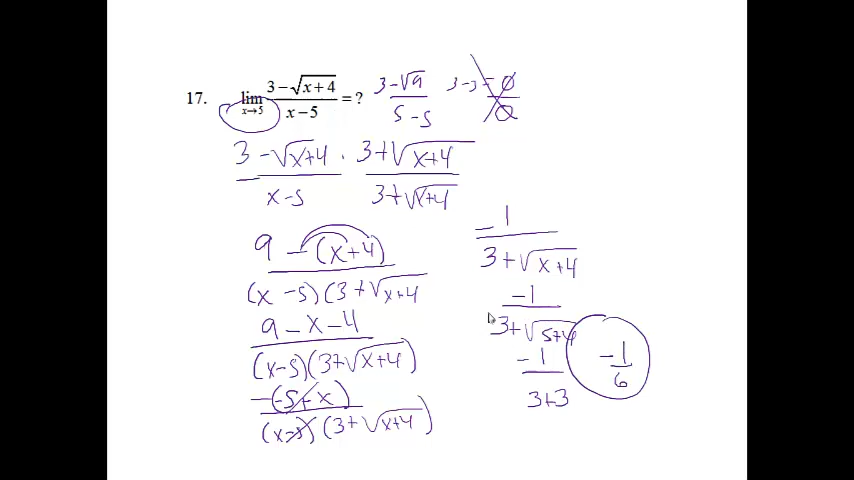 17. lim x→5 3−√x+4 / x−5 = ? 3−√9 / 5−5 3−3 = 0 / 0
3 −√x+4 / x−5 · 3+√x+4 / 3+√x+4
9 −(x+4) / (x −5)(3+√x+4
9 −x−4 / (x−5)(3+√x+4)
−(−5+x) / (x−5)(3+√x+4)
−1 / 3+√x+4
−1 / 3+√5+4
−1 / 3+3
−1 / 6